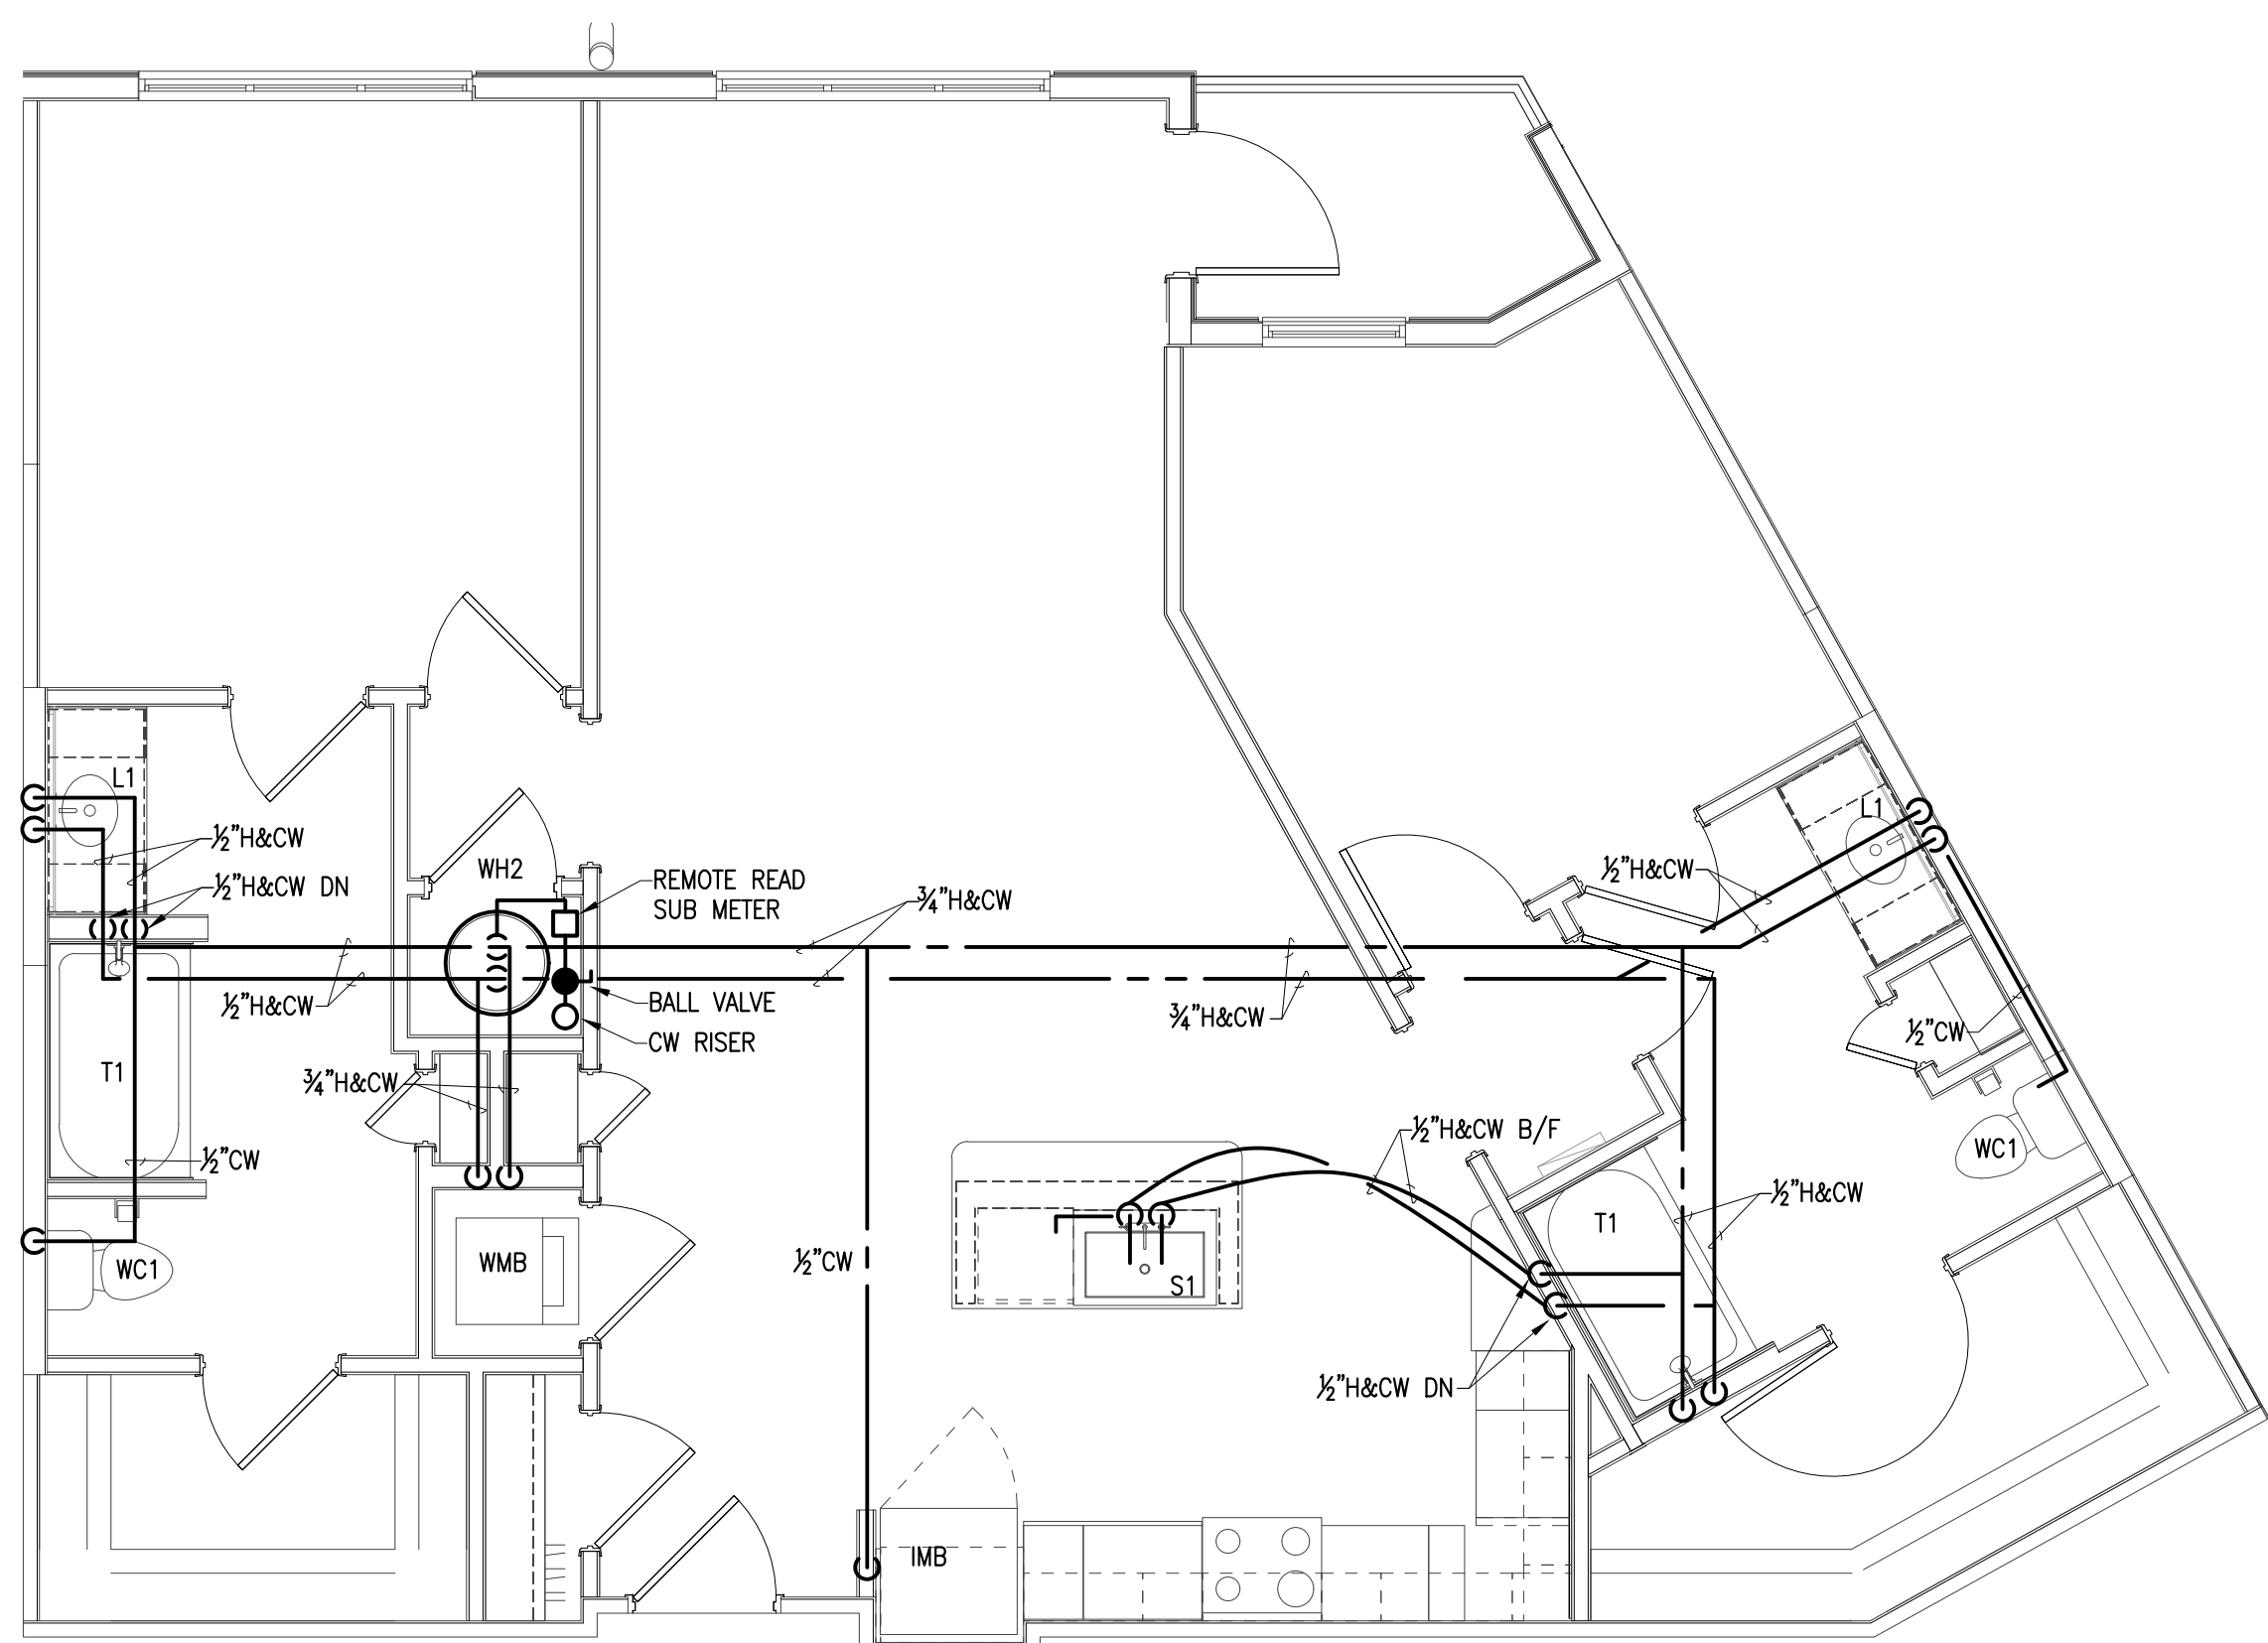 L1
½"H&CW
½"H&CW DN
WH2
REMOTE READ
SUB METER
¾"H&CW
L1
½"H&CW
½"H&CW
BALL VALVE
CW RISER
¾"H&CW
½"CW
T1
¾"H&CW
½"CW
½"H&CW B/F
WC1
½"H&CW
T1
WC1
WMB
½"CW
S1
½"H&CW DN
IMB